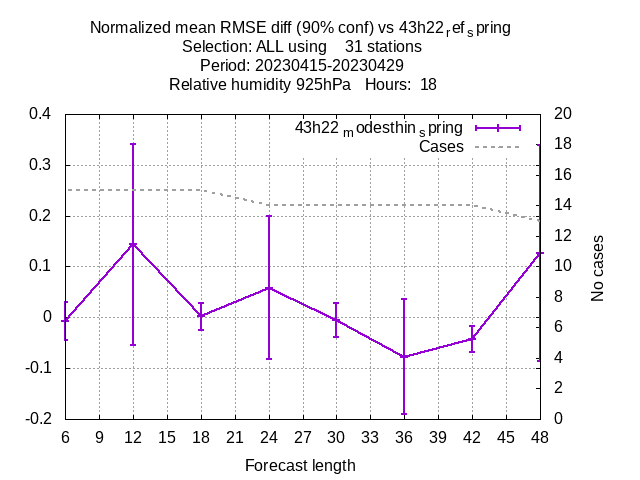 Normalized mean RMSE diff (90% conf) vs 43h22refspring
Selection: ALL using 31 stations
Period: 20230415-20230429
Relative humidity 925hPa Hours: 18
43h22modesthinspring
Cases
0.4
0.3
0.2
0.1
0
-0.1
-0.2
20
18
16
14
12
10
8
6
4
2
0
No cases
6 9 12 15 18 21 24 27 30 33 36 39 42 45 48
Forecast length